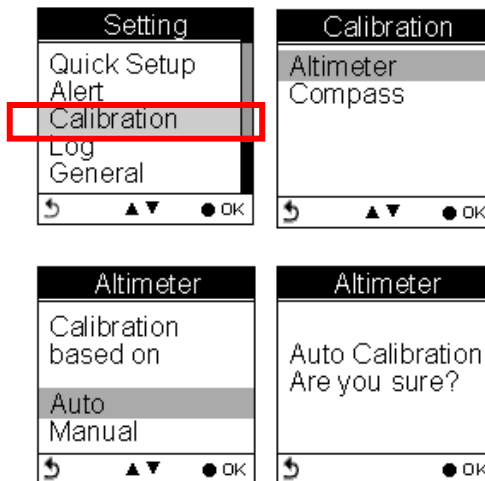 Setting
Quick Setup
Alert
Calibration
Log
General
OK
Calibration
Altimeter
Compass
OK
Altimeter
Calibration
based on
Auto
Manual
OK
Altimeter
Auto Calibration
Are you sure?
OK